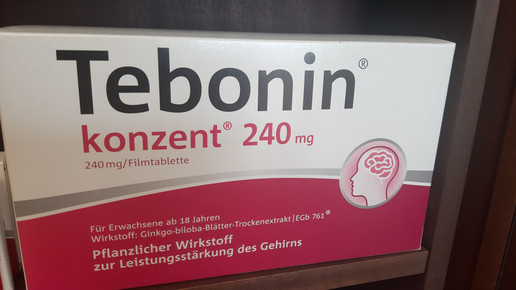 Tebonin®
konzent® 240 mg
240 mg/Filmtablette
Für Erwachsene ab 18 Jahren
Wirkstoff: Ginkgo-biloba-Blätter-Trockenextrakt | EGb 761®
Pflanzlicher Wirkstoff
zur Leistungsstärkung des Gehirns